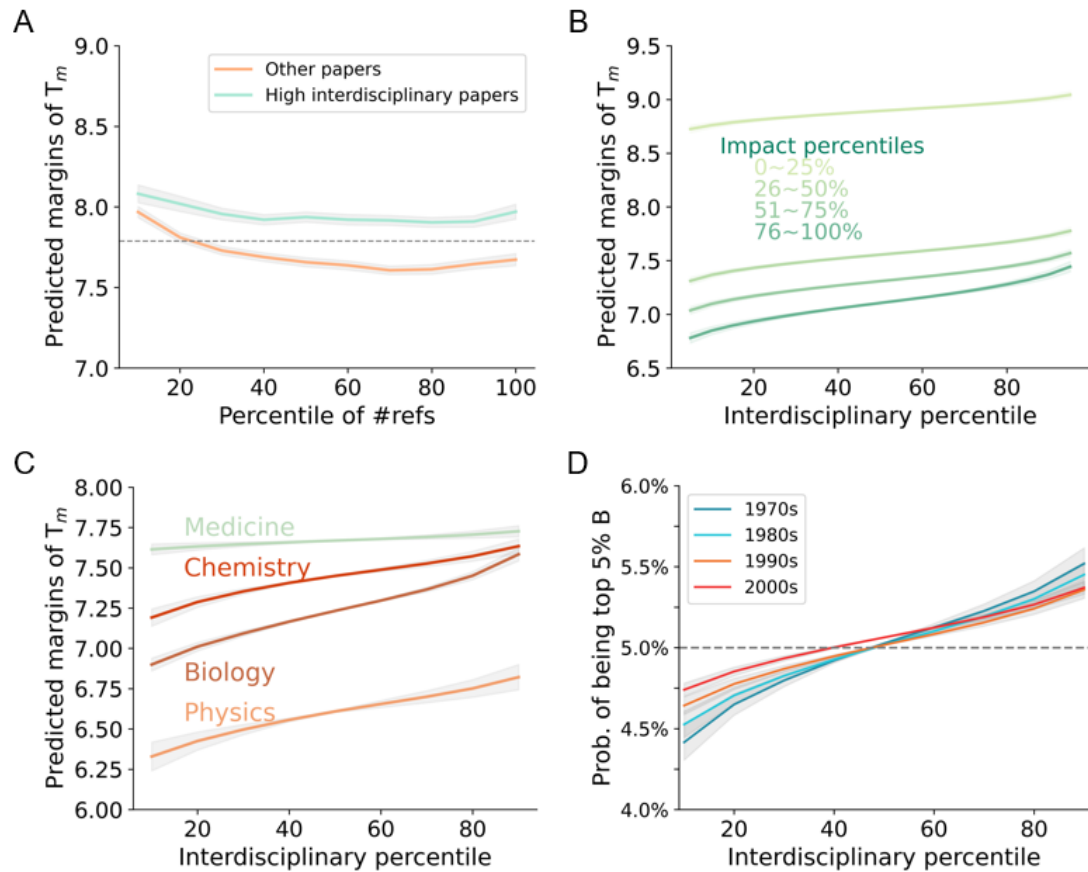 A
Predicted margins of Tm
9.0
8.5
8.0
7.5
7.0
Other papers
High interdisciplinary papers
20
40
60
80
100
Percentile of #refs
B
Predicted margins of Tm
9.5
9.0
8.5
8.0
7.5
7.0
6.5
Impact percentiles
0~25%
26~50%
51~75%
76~100%
20
40
60
80
Interdisciplinary percentile
C
Predicted margins of Tm
8.00
7.75
7.50
7.25
7.00
6.75
6.50
6.25
6.00
Medicine
Chemistry
Biology
Physics
20
40
60
80
Interdisciplinary percentile
D
Prob. of being top 5% B
6.0%
5.5%
5.0%
4.5%
4.0%
1970s
1980s
1990s
2000s
20
40
60
80
Interdisciplinary percentile